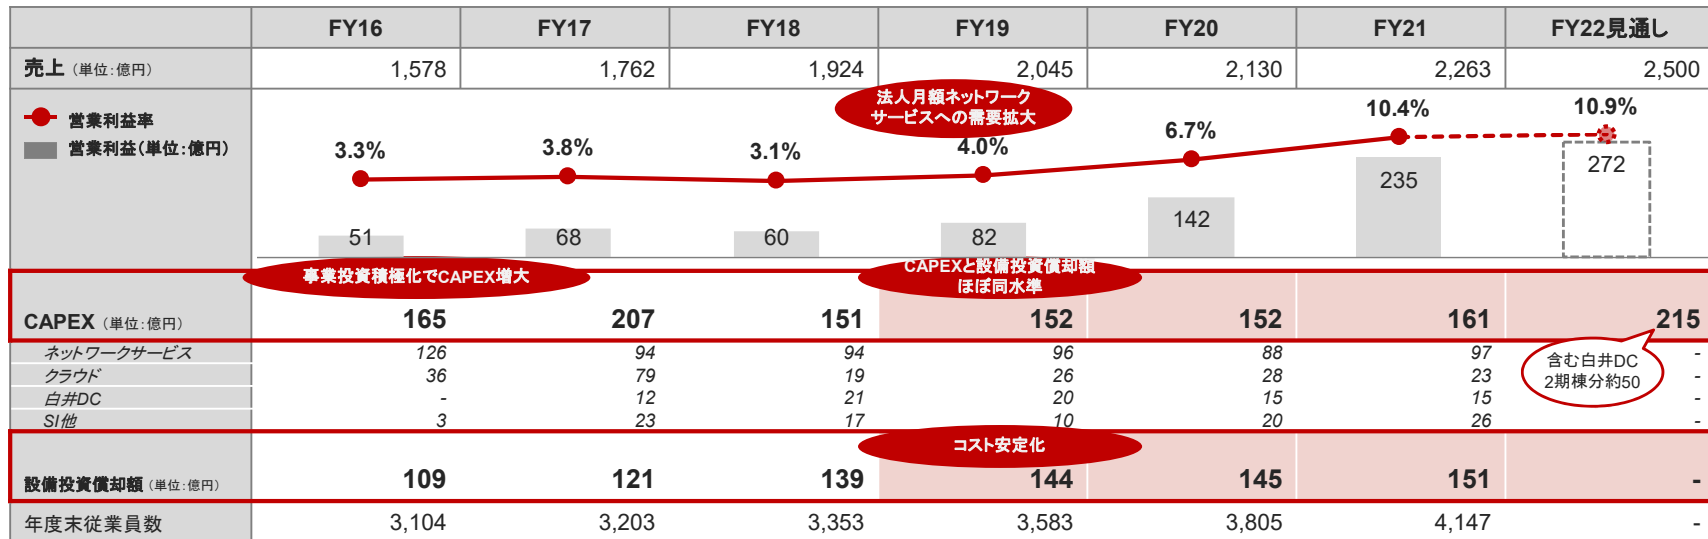 FY16 FY17 FY18 FY19 FY20 FY21 FY22見通し
売上（単位：億円） 1,578 1,762 1,924 2,045 2,130 2,263 2,500
法人月額ネットワーク
サービスへの需要拡大
営業利益率
営業利益（単位：億円）
3.3% 3.8% 3.1% 4.0% 6.7% 10.4% 10.9%
51 68 60 82 142 235 272
事業投資積極化でCAPEX増大
CAPEXと設備投資償却額
ほぼ同水準
CAPEX（単位：億円） 165 207 151 152 152 161 215
ネットワークサービス 126 94 94 96 88 97 -
クラウド 36 79 19 26 28 23 -
白井DC - 12 21 20 15 15 -
SI他 3 23 17 10 20 26 -
含む白井DC
2期棟分約50
コスト安定化
設備投資償却額（単位：億円） 109 121 139 144 145 151 -
年度末従業員数 3,104 3,203 3,353 3,583 3,805 4,147 -